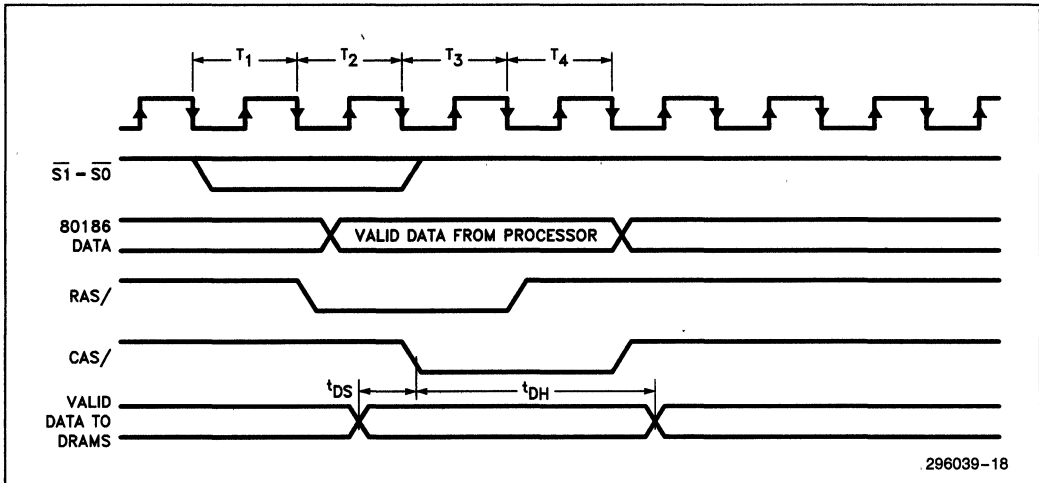 T1 T2 T3 T4
S1 – S0
80186 DATA
VALID DATA FROM PROCESSOR
RAS/
CAS/
tDS tDH
VALID DATA TO DRAMS
296039–18